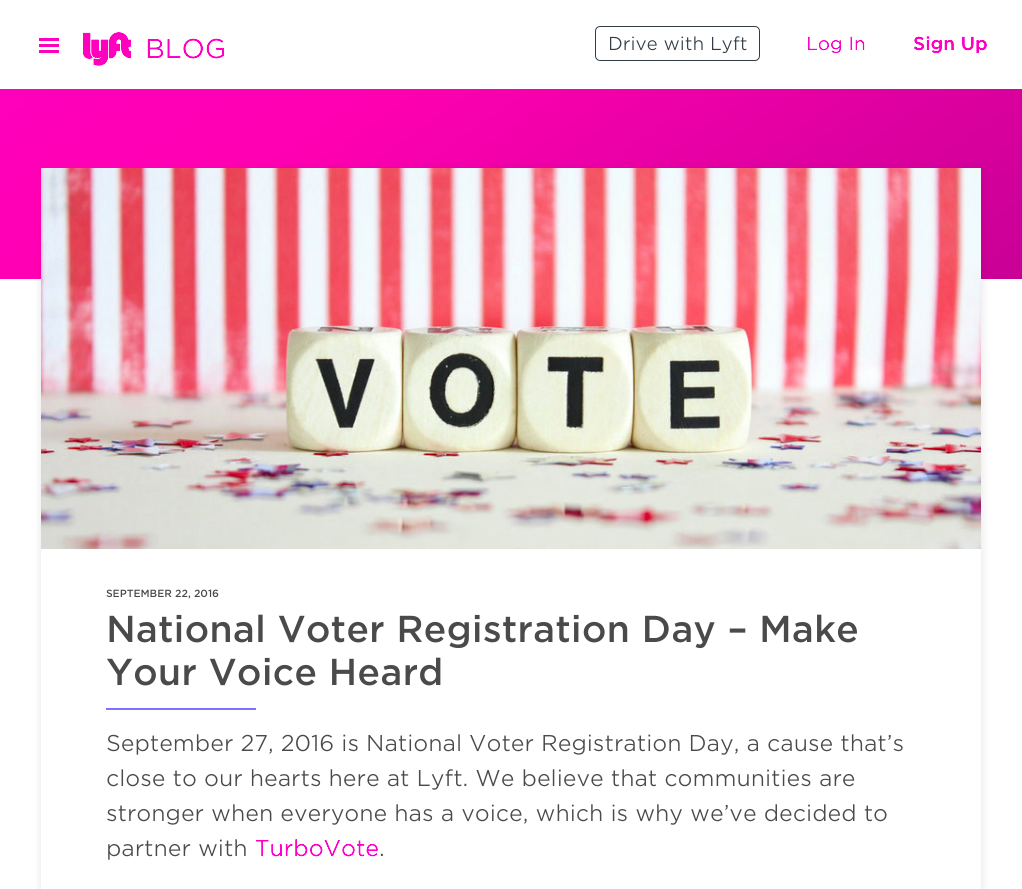 lyft BLOG
Drive with Lyft
Log In
Sign Up
VOTE
SEPTEMBER 22, 2016
National Voter Registration Day – Make
Your Voice Heard
September 27, 2016 is National Voter Registration Day, a cause that’s
close to our hearts here at Lyft. We believe that communities are
stronger when everyone has a voice, which is why we’ve decided to
partner with TurboVote.